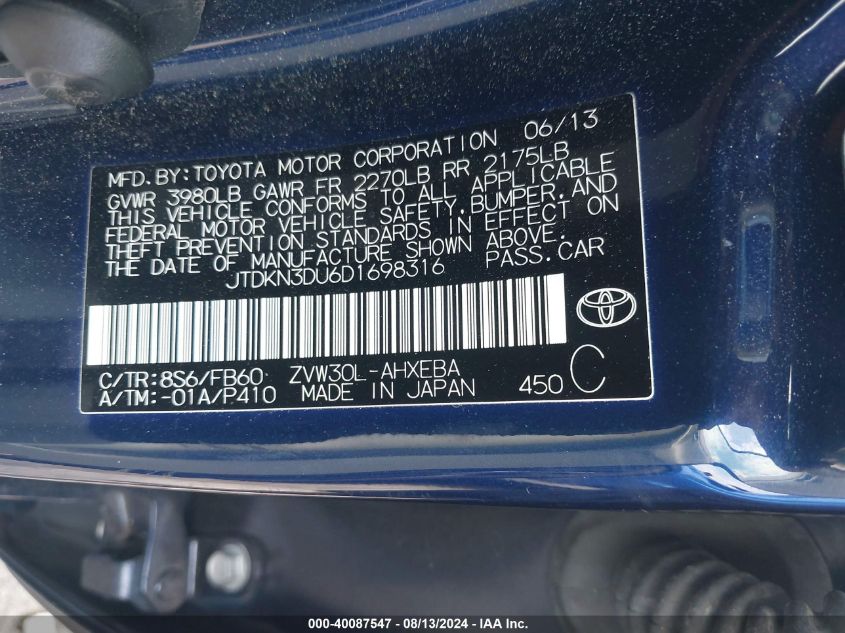 MFD. BY: TOYOTA MOTOR CORPORATION 06/13
GVWR 3980LB GAWR FR 2270LB RR 2175LB
THIS VEHICLE CONFORMS TO ALL APPLICABLE
FEDERAL MOTOR VEHICLE SAFETY, BUMPER, AND
THEFT PREVENTION STANDARDS IN EFFECT ON
THE DATE OF MANUFACTURE SHOWN ABOVE.
JTDKN3DU6D1698316 PASS. CAR
C/TR: 8S6/FB60 ZVW30L-AHXEBA
A/TM: -01A/P410 MADE IN JAPAN 450 C
000-40087547 - 08/13/2024 - IAA Inc.